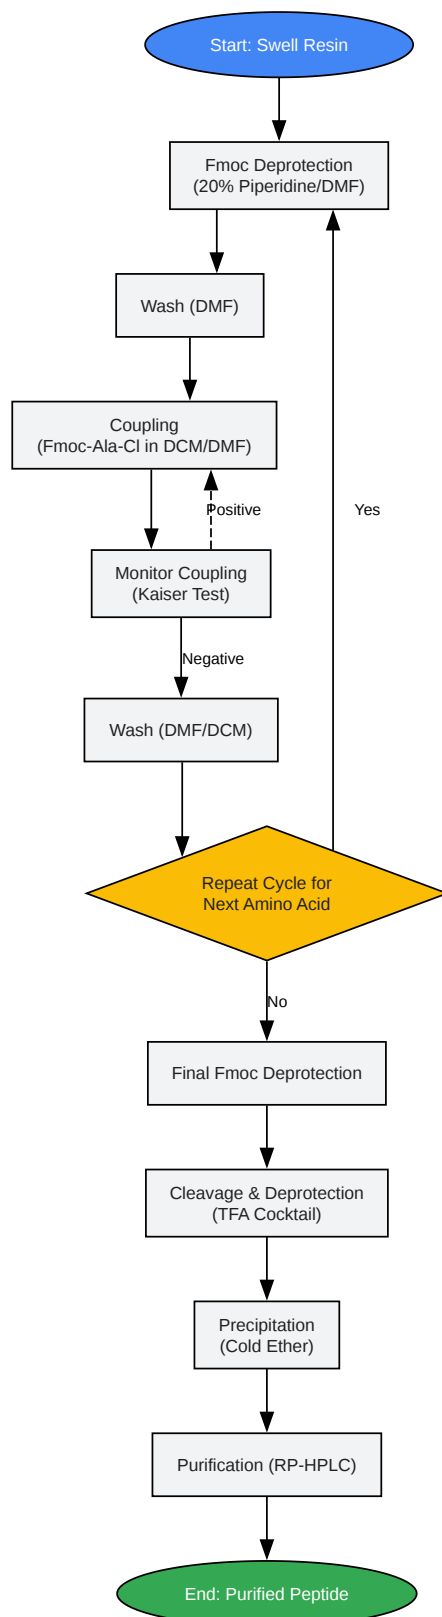 Start: Swell Resin
Fmoc Deprotection
(20% Piperidine/DMF)
Wash (DMF)
Coupling
(Fmoc-Ala-Cl in DCM/DMF)
Positive
Yes
Monitor Coupling
(Kaiser Test)
Negative
Wash (DMF/DCM)
Repeat Cycle for
Next Amino Acid
No
Final Fmoc Deprotection
Cleavage & Deprotection
(TFA Cocktail)
Precipitation
(Cold Ether)
Purification (RP-HPLC)
End: Purified Peptide